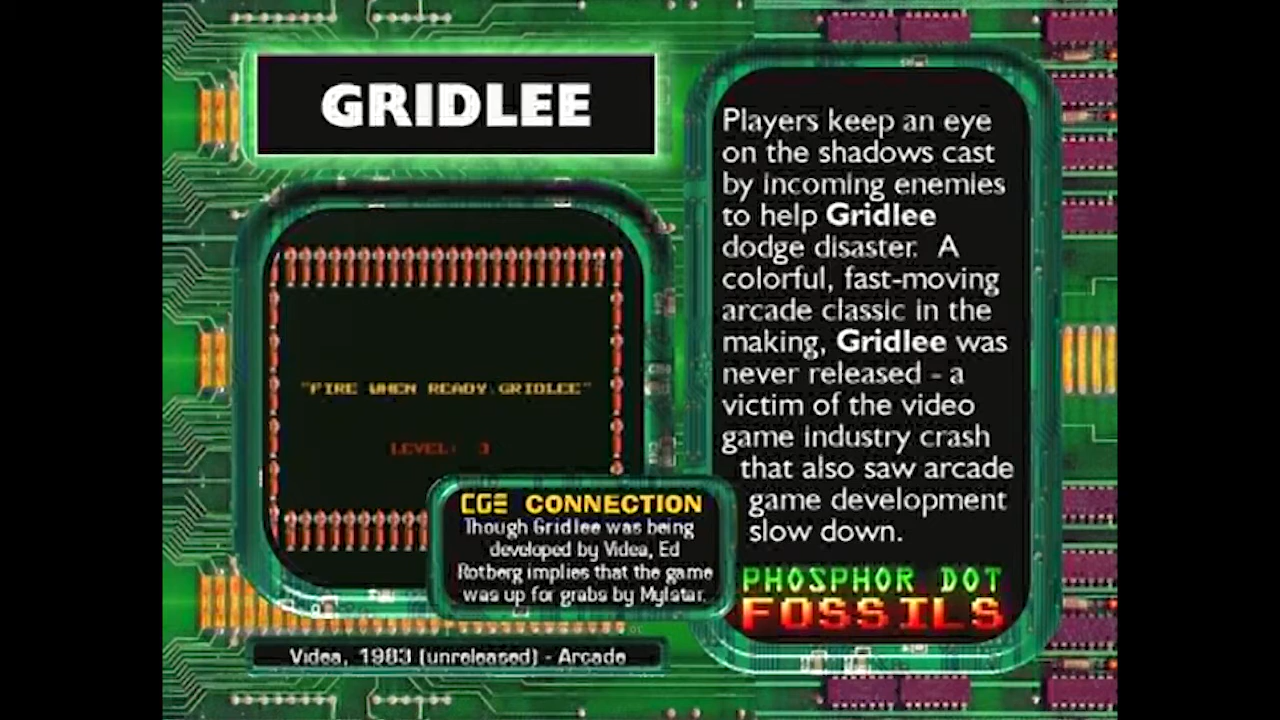 GRIDLEE
"FIRE WHEN READY GRIDLEE"
LEVEL: 3
CGE CONNECTION
Though Gridlee was being
developed by Videa, Ed
Rotberg implies that the game
was up for grabs by Mylstar.
Videa, 1983 (unreleased) - Arcade
Players keep an eye
on the shadows cast
by incoming enemies
to help Gridlee
dodge disaster. A
colorful, fast-moving
arcade classic in the
making, Gridlee was
never released - a
victim of the video
game industry crash
that also saw arcade
game development
slow down.
PHOSPHOR DOT
FOSSILS